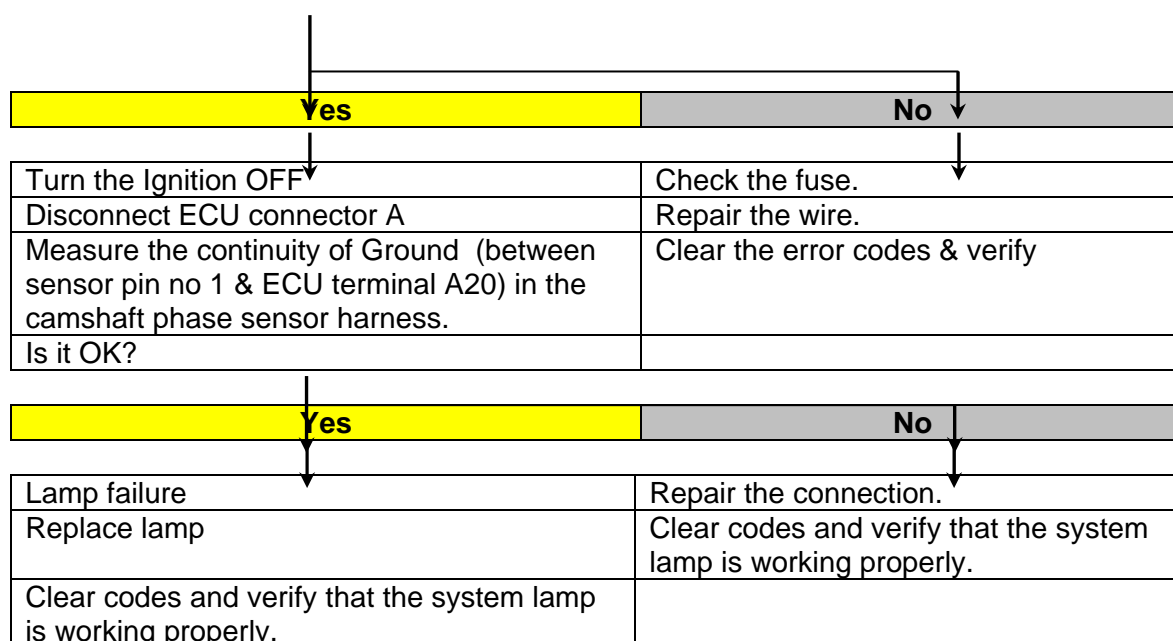 Yes
No
Turn the Ignition OFF
Check the fuse.
Disconnect ECU connector A
Repair the wire.
Measure the continuity of Ground (between
sensor pin no 1 & ECU terminal A20) in the
camshaft phase sensor harness.
Clear the error codes & verify
Is it OK?
Yes
No
Lamp failure
Repair the connection.
Replace lamp
Clear codes and verify that the system
lamp is working properly.
Clear codes and verify that the system lamp
is working properly.